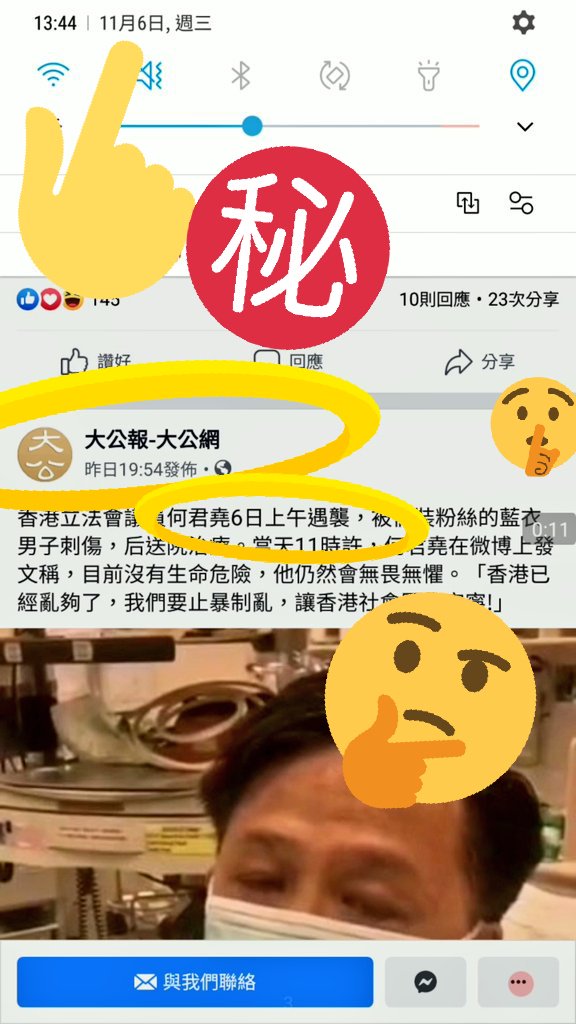 13:44 | 11月6日, 週三
秘
145
10則回應・23次分享
讚好 回應 分享
大公報-大公網
昨日19:54發佈・
香港立法會議員何君堯6日上午遇襲，被 裝粉絲的藍衣
0:11
男子刺傷，后送院治療。當天11時許，何君堯在微博上發
文稱，目前沒有生命危險，他仍然會無畏無懼。「香港已
經亂夠了，我們要止暴制亂，讓香港社會 寧!」
與我們聯絡